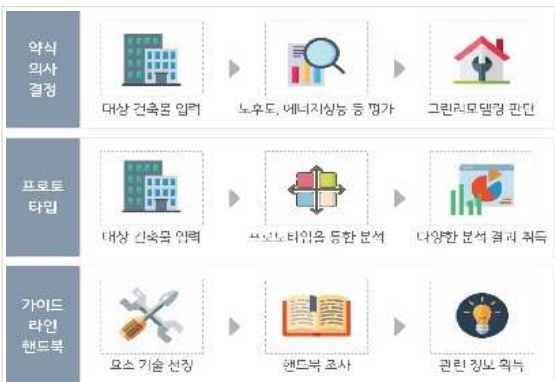 약식
의사
결정
대상 건축물 입력
노후도, 에너지성능 등 평가
그린리모델링 판단
프로토
타입
대상 건축물 입력
프로토타입을 통한 분석
다양한 분석 결과 취득
가이드
라인
핸드북
요소 기술 선정
핸드북 조사
관련 정보 획득